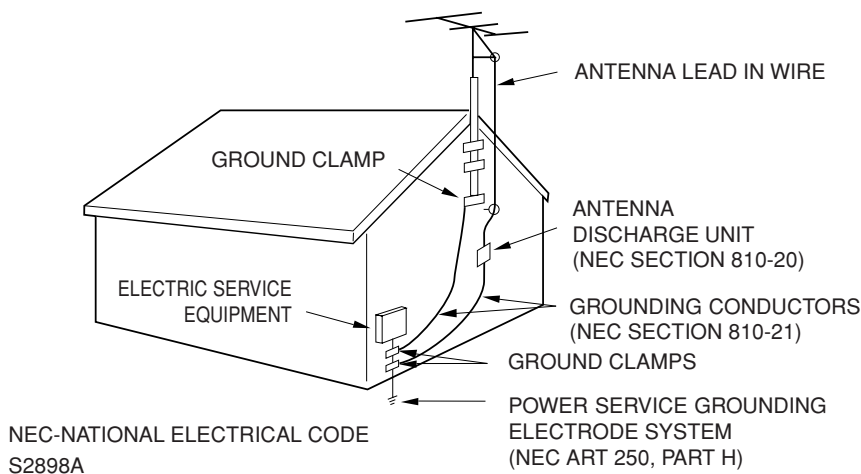 ANTENNA LEAD IN WIRE
GROUND CLAMP
ANTENNA
DISCHARGE UNIT
(NEC SECTION 810-20)
ELECTRIC SERVICE
EQUIPMENT
GROUNDING CONDUCTORS
(NEC SECTION 810-21)
GROUND CLAMPS
POWER SERVICE GROUNDING
ELECTRODE SYSTEM
(NEC ART 250, PART H)
NEC-NATIONAL ELECTRICAL CODE
S2898A